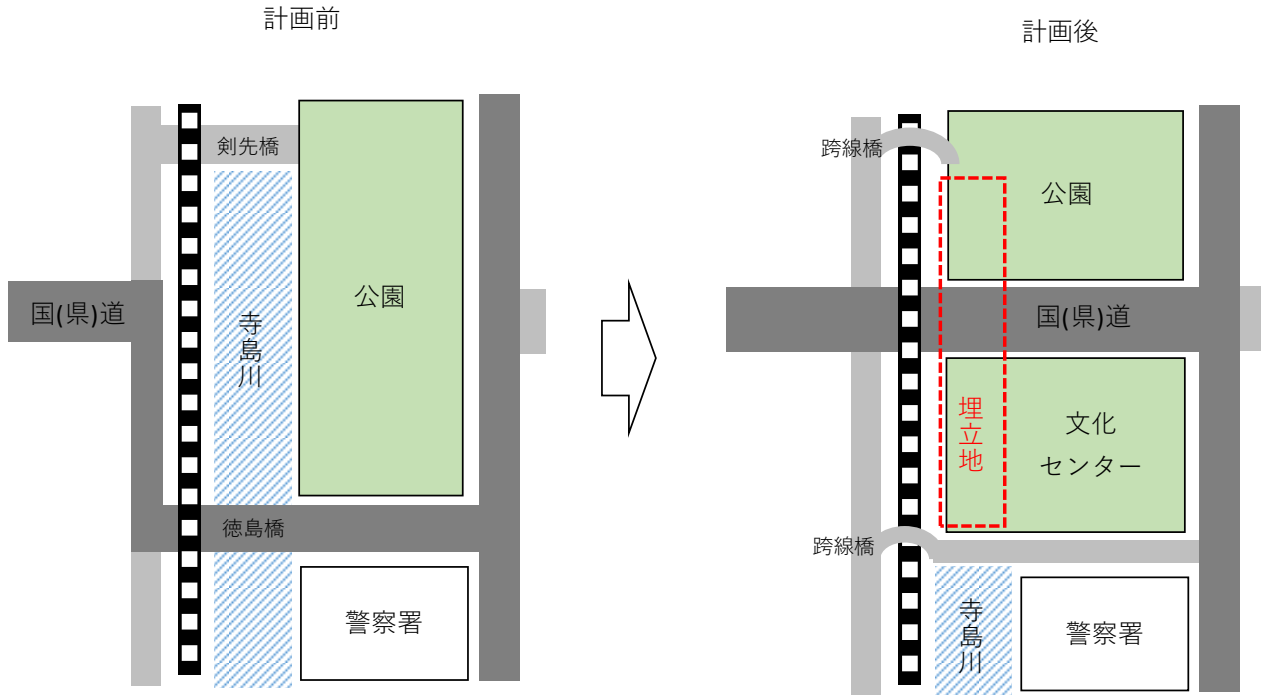 計画前
剣先橋
公園
国(県)道
寺島川
徳島橋
警察署
計画後
跨線橋
公園
国(県)道
埋立地
文化
センター
跨線橋
寺島川
警察署